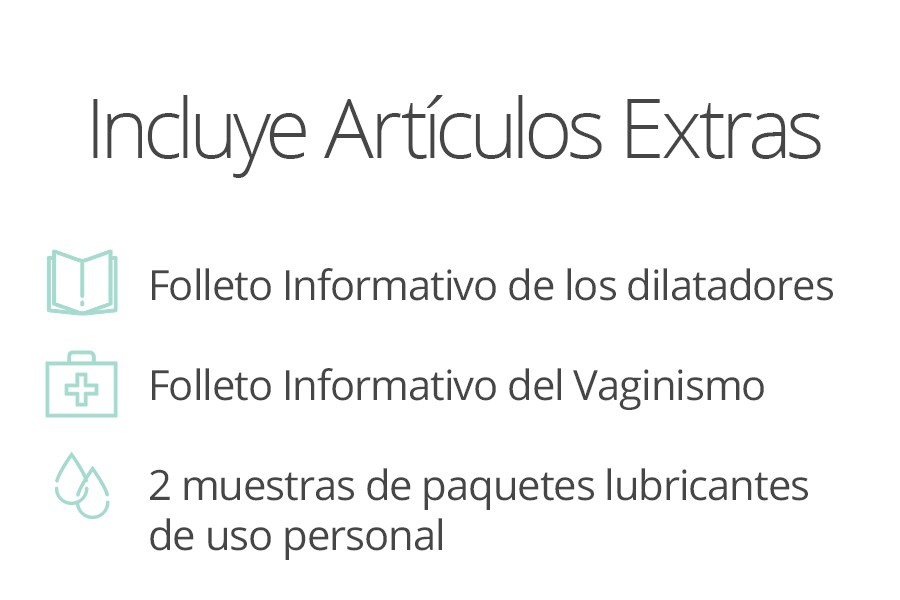 Incluye Artículos Extras
Folleto Informativo de los dilatadores
Folleto Informativo del Vaginismo
2 muestras de paquetes lubricantes
de uso personal